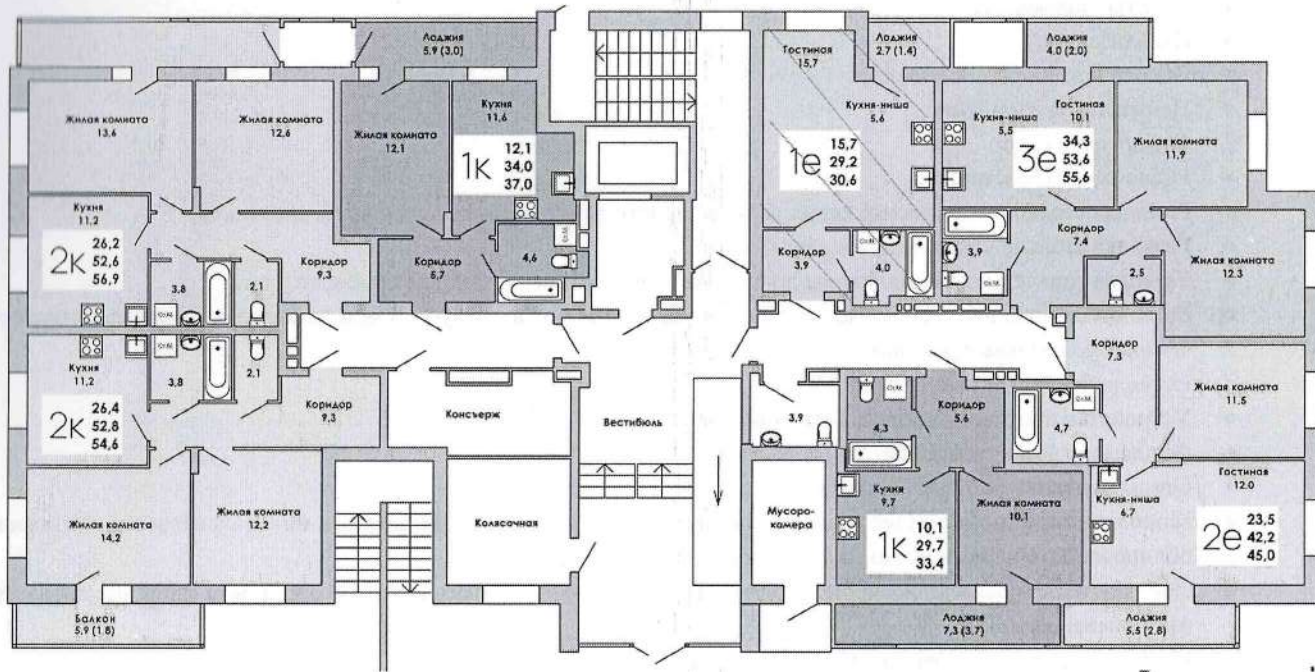 Лоджия
5.9 (3.0)
Жилая комната
13.6
Жилая комната
12.6
Жилая комната
12.1
Кухня
11.6
1К
12,1
34,0
37,0
Кухня
11.2
2К
26,2
52,6
56,9
3.8
2.1
Ст.М.
Коридор
9.3
Коридор
5.7
4.6
Ст.М.
Кухня
11.2
2К
26,4
52,8
54,6
3.8
2.1
Ст.М.
Коридор
9.3
Жилая комната
14.2
Жилая комната
12.2
Балкон
5.9 (1.8)
Консьерж
Колясочная
Вестибюль
Гостиная
15.7
Лоджия
2.7 (1.4)
Кухня-ниша
5.6
1е
15,7
29,2
30,6
Коридор
3.9
Ст.М.
4.0
Лоджия
4.0 (2.0)
Гостиная
10.1
Кухня-ниша
5.5
3е
34,3
53,6
55,6
Жилая комната
11.9
3.9
Ст.М.
Коридор
7.4
2.5
Жилая комната
12.3
3.9
Мусоро-
камера
Ст.М.
4.3
Коридор
5.6
Кухня
9.7
1К
10,1
29,7
33,4
Жилая комната
10.1
Лоджия
7.3 (3.7)
Коридор
7.3
Жилая комната
11.5
Ст.М.
4.7
Кухня-ниша
6.7
Гостиная
12.0
2е
23,5
42,2
45,0
Лоджия
5.5 (2.8)